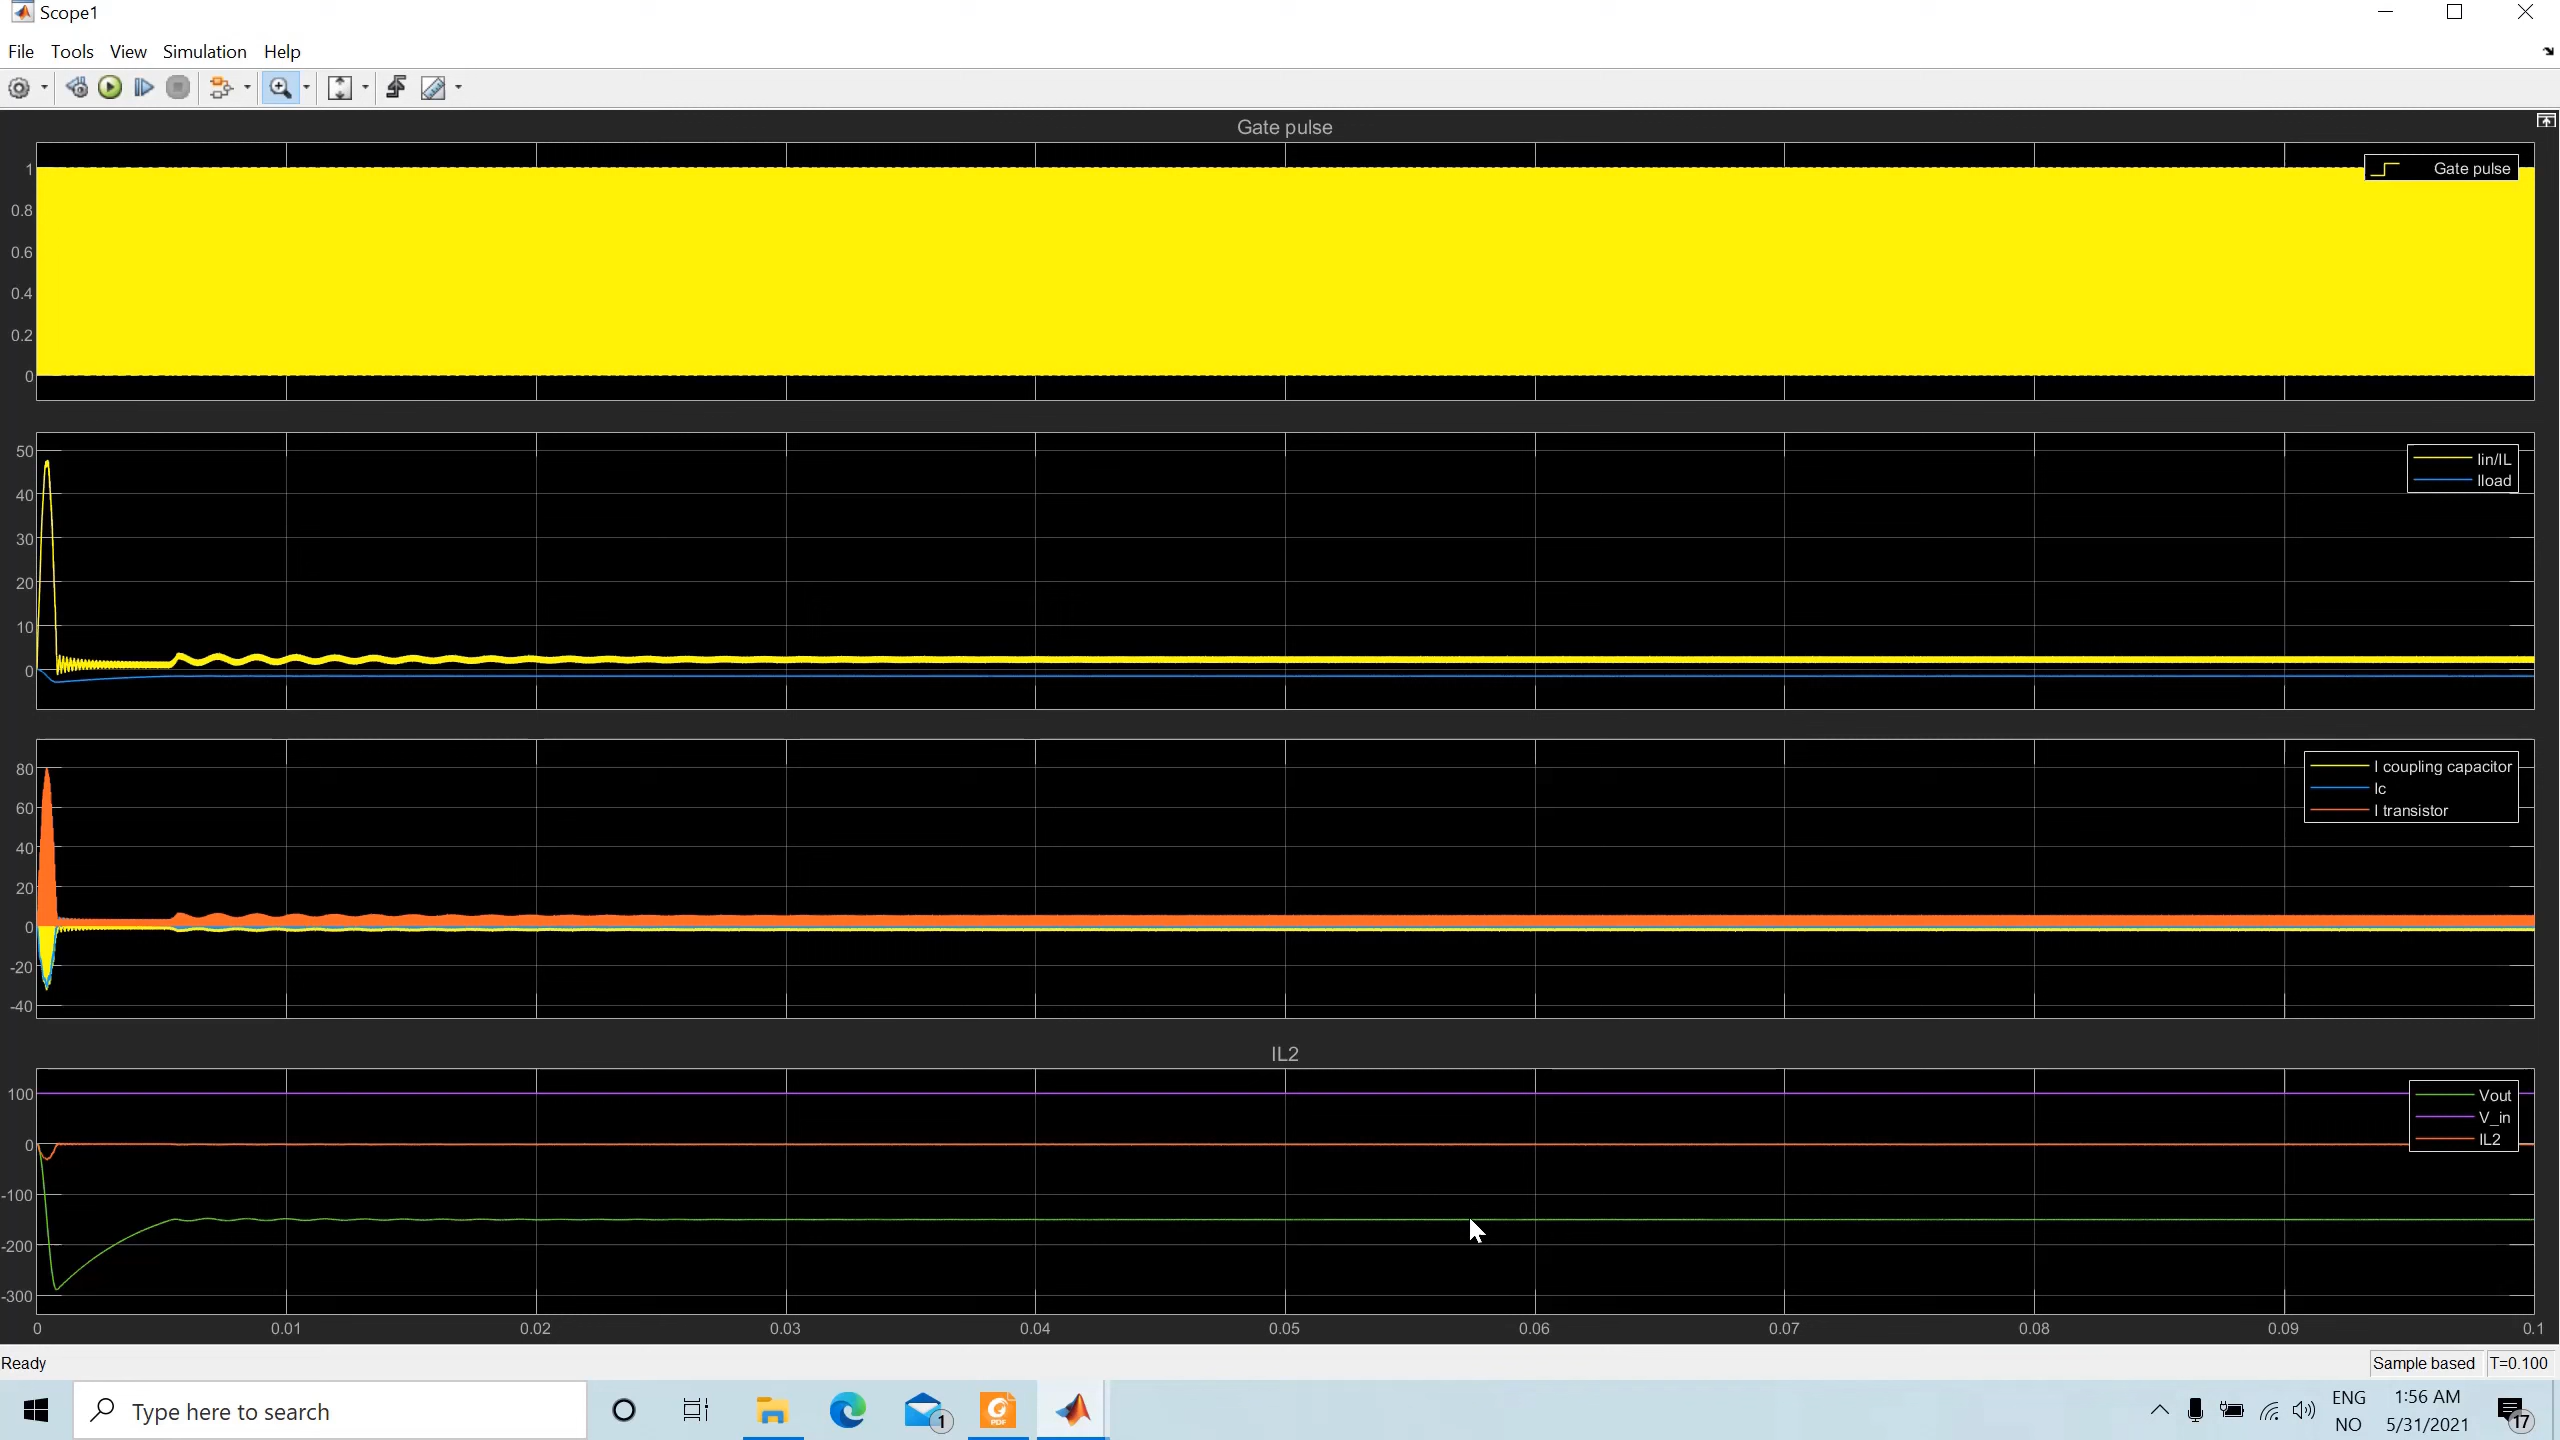 Scope1
File Tools View Simulation Help
Gate pulse
1
0.8
0.6
0.4
0.2
0
Gate pulse
50
40
30
20
10
0
Iin/IL
Iload
80
60
40
20
0
-20
-40
I coupling capacitor
Ic
I transistor
IL2
100
0
-100
-200
-300
Vout
V_in
IL2
0 0.01 0.02 0.03 0.04 0.05 0.06 0.07 0.08 0.09 0.1
Ready Sample based T=0.100
Type here to search
1
PDF
ENG
NO
1:56 AM
5/31/2021
17